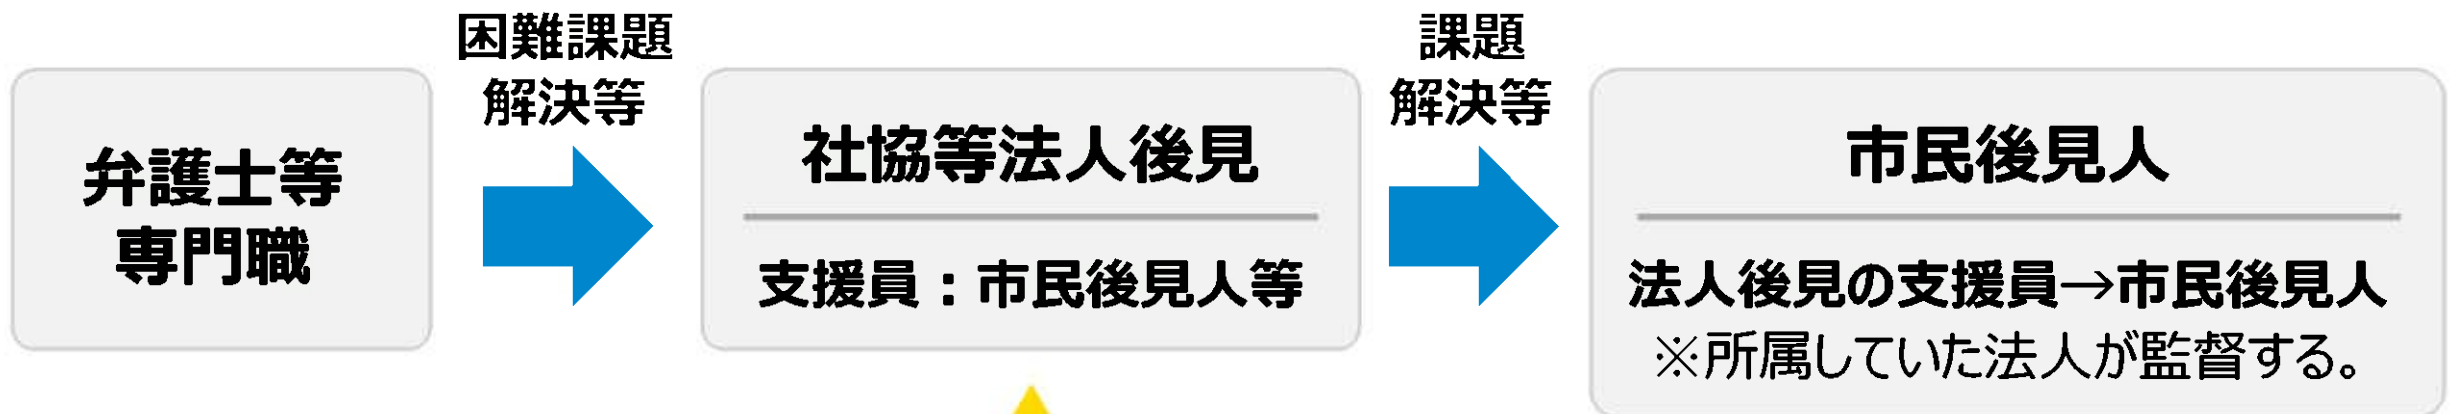 弁護士等
専門職
困難課題
解決等
社協等法人後見
支援員：市民後見人等
課題
解決等
市民後見人
法人後見の支援員→市民後見人
※所属していた法人が監督する。